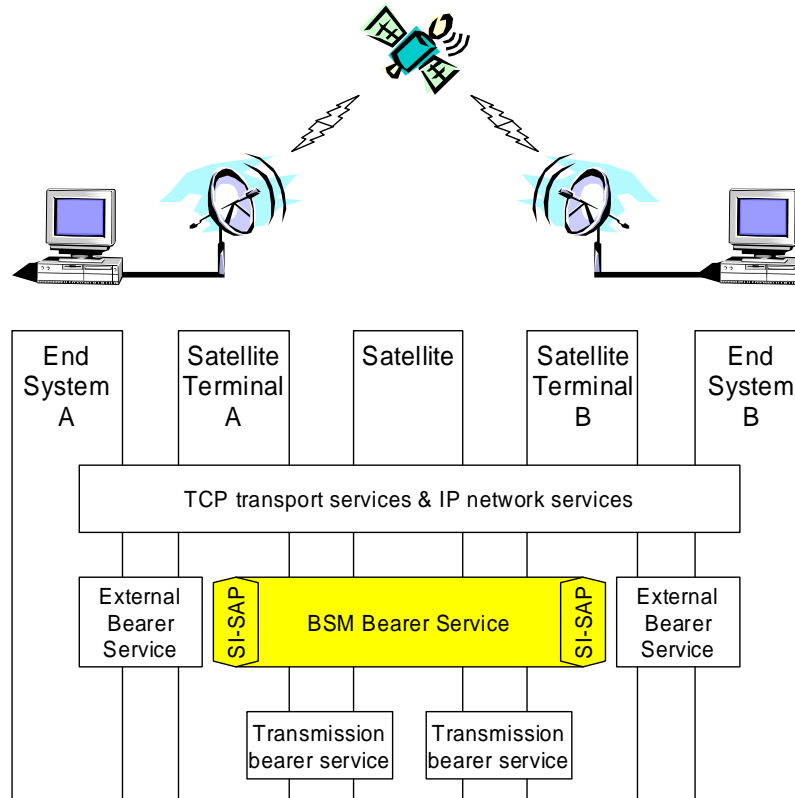 End
System
A
Satellite
Terminal
A
Satellite
Satellite
Terminal
B
End
System
B
TCP transport services & IP network services
External
Bearer
Service
SI-SAP
BSM Bearer Service
SI-SAP
External
Bearer
Service
Transmission
bearer service
Transmission
bearer service